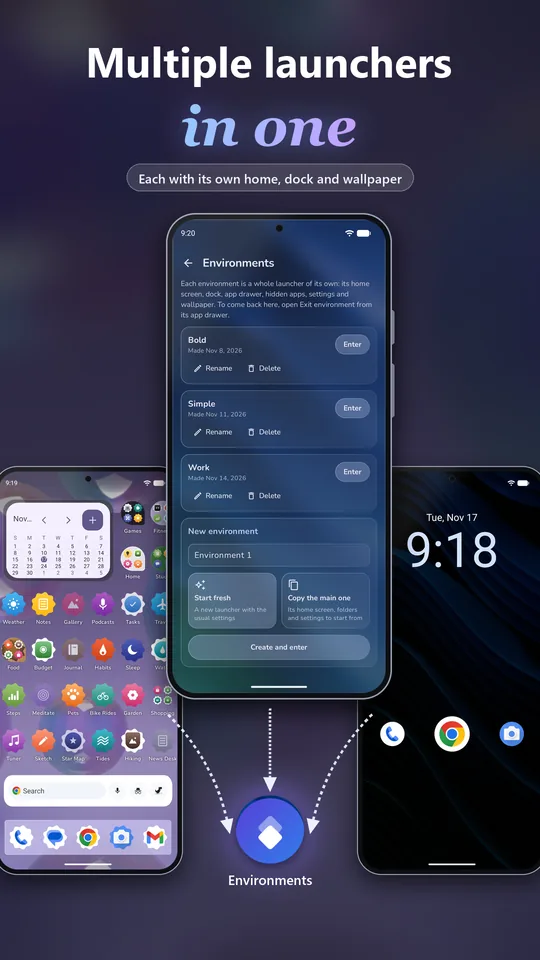 Multiple launchers
in one
Each with its own home, dock and wallpaper
9:20
Environments
Each environment is a whole launcher of its own: its home
screen, dock, app drawer, hidden apps, settings and
wallpaper. To come back here, open Exit environment from
its app drawer.
Bold
Made Nov 8, 2026
Enter
Rename
Delete
Simple
Made Nov 11, 2026
Enter
Rename
Delete
Work
Made Nov 14, 2026
Enter
Rename
Delete
New environment
Environment 1
Start fresh
A new launcher with the
usual settings
Copy the main one
Its home screen, folders
and settings to start from
Create and enter
9:19
Nov...
S M T W T F S
1 2 3 4 5 6 7
8 9 10 11 12 13 14
15 16 17 18 19 20 21
22 23 24 25 26 27 28
29 30 1 2 3 4 5
Games
Home
Weather Notes Gallery Podcasts Tasks
Food Budget Journal Habits Sleep
Steps Meditate Pets Bike Rides Garden Shopping
Tuner Sketch Star Map Tides Hiking News Desk
Search
Tue, Nov 17
9:18
Environments